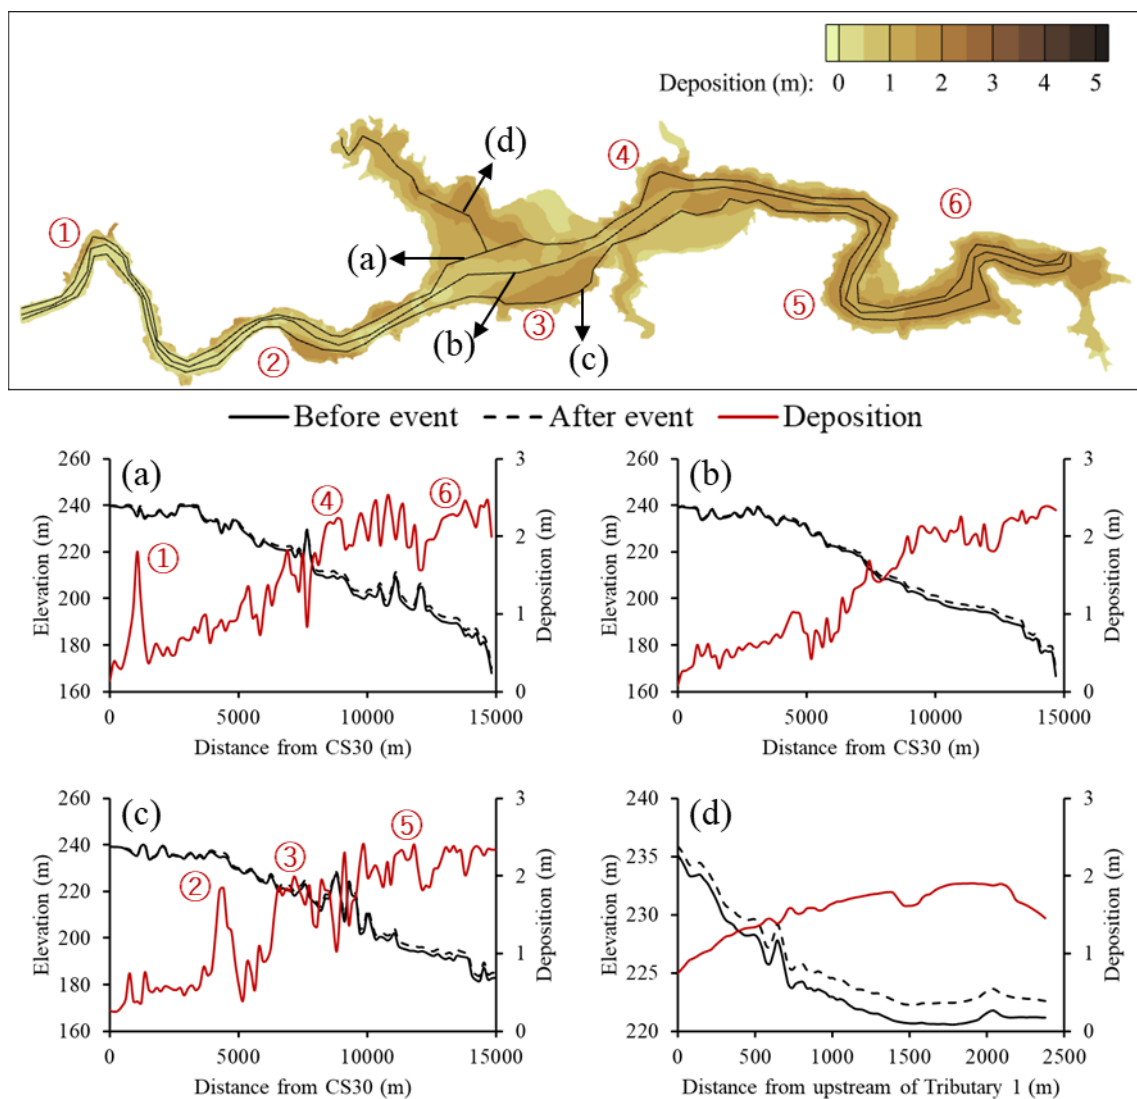 Deposition (m): 0 1 2 3 4 5
(d)
④
①
⑥
(a)
⑤
③
②
(b)
(c)
Before event After event Deposition
(a)
260
240
220
200
180
160
Elevation (m)
3
2
1
0
Deposition (m)
①
④
⑥
0 5000 10000 15000
Distance from CS30 (m)
(b)
260
240
220
200
180
160
Elevation (m)
3
2
1
0
Deposition (m)
0 5000 10000 15000
Distance from CS30 (m)
(c)
260
240
220
200
180
160
Elevation (m)
3
2
1
0
Deposition (m)
②
③
⑤
0 5000 10000 15000
Distance from CS30 (m)
(d)
240
235
230
225
220
Elevation (m)
3
2
1
0
Deposition (m)
0 500 1000 1500 2000 2500
Distance from upstream of Tributary 1 (m)